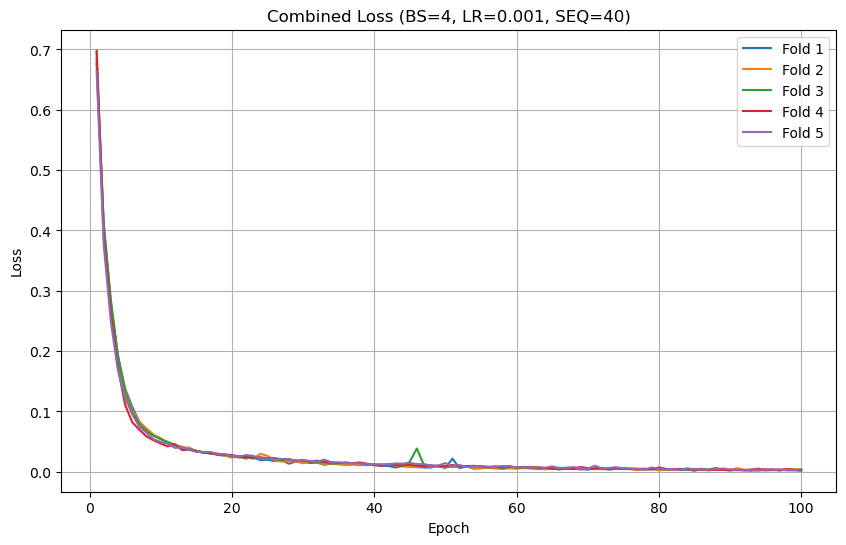 Combined Loss (BS=4, LR=0.001, SEQ=40)
Fold 1
Fold 2
Fold 3
Fold 4
Fold 5
Loss
0.7
0.6
0.5
0.4
0.3
0.2
0.1
0.0
0
20
40
60
80
100
Epoch